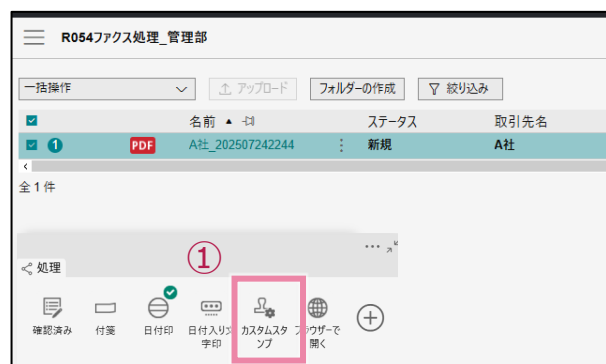 R054ファクス処理_管理部
一括操作 アップロード フォルダーの作成 絞り込み
名前 ステータス 取引先名
1 PDF A社_202507242244 新規 A社
全1件
①
処理
確認済み 付箋 日付印 日付入り文字印 カスタムスタンプ ブラウザーで開く